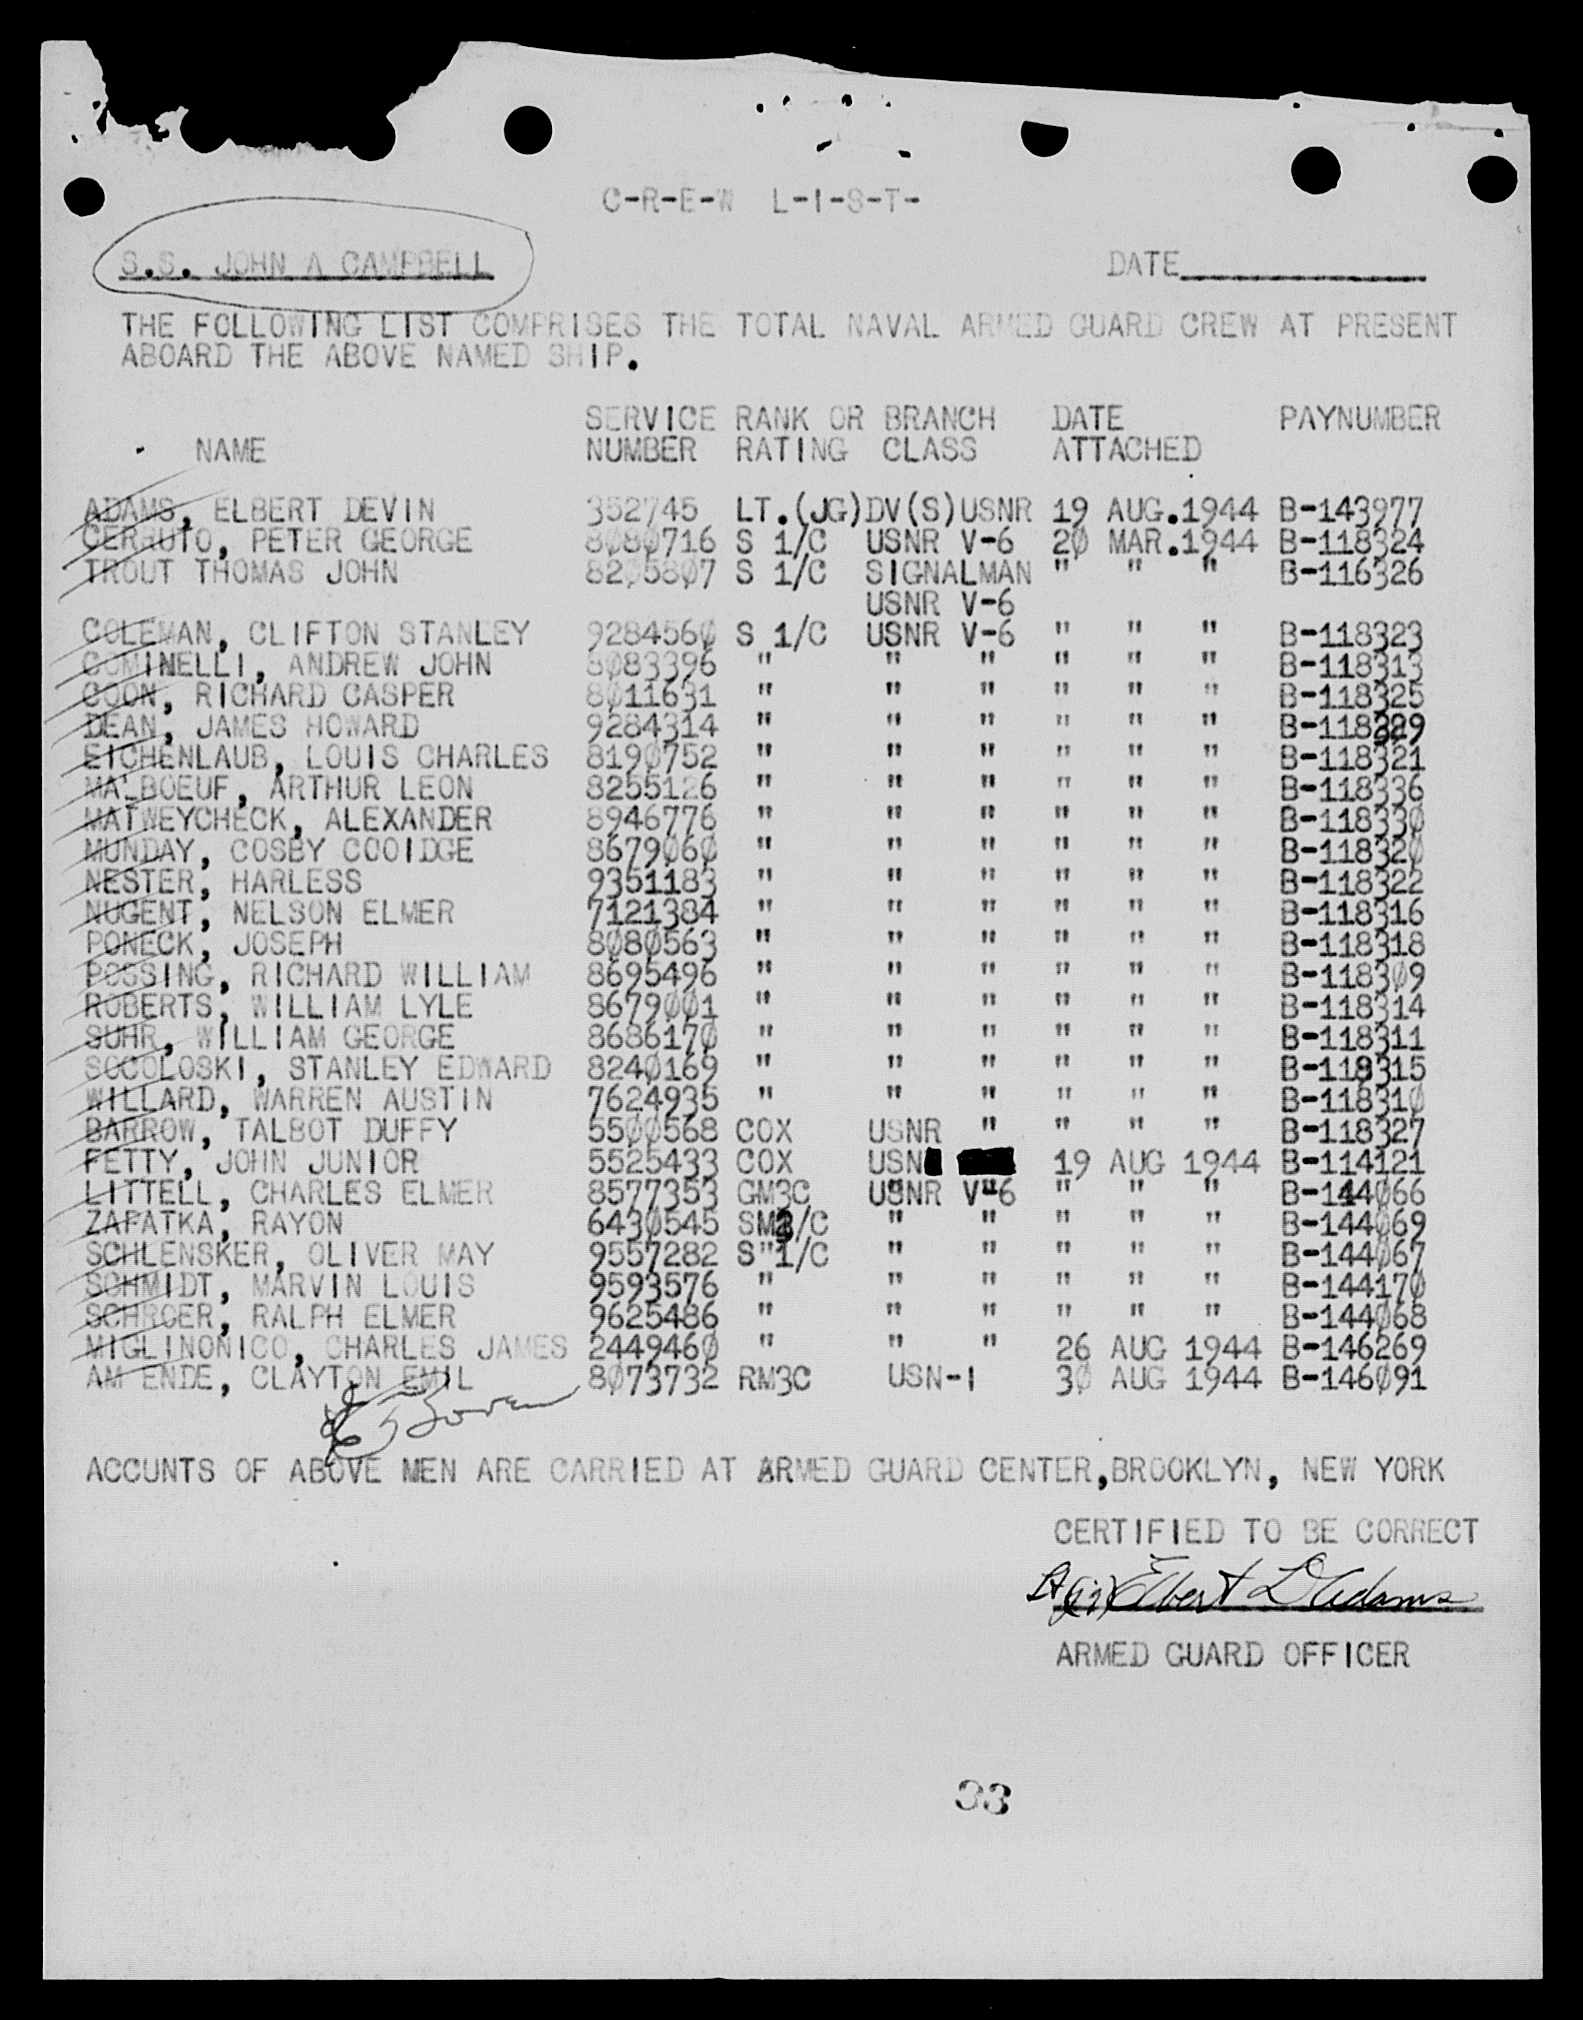 C-R-E-W L-I-S-T-
S.S. JOHN A CAMPBELL DATE
THE FOLLOWING LIST COMPRISES THE TOTAL NAVAL ARMED GUARD CREW AT PRESENT
ABOARD THE ABOVE NAMED SHIP.
SERVICE RANK OR BRANCH DATE PAYNUMBER
NAME NUMBER RATING CLASS ATTACHED
ADAMS, ELBERT DEVIN 352745 LT.(JG)DV(S)USNR 19 AUG.1944 B-143977
CERRUTO, PETER GEORGE 8080716 S 1/C USNR V-6 20 MAR.1944 B-118324
TROUT THOMAS JOHN 8205807 S 1/C SIGNALMAN " " " B-116326
USNR V-6
COLEMAN, CLIFTON STANLEY 9284560 S 1/C USNR V-6 " " " B-118323
COMINELLI, ANDREW JOHN 8083396 " " " " " " B-118313
COON, RICHARD CASPER 8011631 " " " " " " B-118325
DEAN, JAMES HOWARD 9284314 " " " " " " B-118329
EICHENLAUB, LOUIS CHARLES 8190752 " " " " " " B-118321
MALBOEUF, ARTHUR LEON 8255126 " " " " " " B-118336
MATWEYCHECK, ALEXANDER 8946776 " " " " " " B-118330
MUNDAY, COSBY COOIDGE 8679060 " " " " " " B-118320
NESTER, HARLESS 9351183 " " " " " " B-118322
NUGENT, NELSON ELMER 7121384 " " " " " " B-118316
PONECK, JOSEPH 8080563 " " " " " " B-118318
POSSING, RICHARD WILLIAM 8695496 " " " " " " B-118309
ROBERTS, WILLIAM LYLE 8679001 " " " " " " B-118314
SUHR, WILLIAM GEORGE 8686170 " " " " " " B-118311
SOCOLOSKI, STANLEY EDWARD 8240169 " " " " " " B-118315
WILLARD, WARREN AUSTIN 7624935 " " " " " " B-118310
BARROW, TALBOT DUFFY 5500568 COX USNR " " " " B-118327
FETTY, JOHN JUNIOR 5525433 COX USN 19 AUG 1944 B-114121
LITTELL, CHARLES ELMER 8577353 GM3C USNR V-6 " " " B-144066
ZAPATKA, RAYON 6430545 SM3/C " " " " " B-144069
SCHLENSKER, OLIVER MAY 9557282 S 1/C " " " " " B-144067
SCHMIDT, MARVIN LOUIS 9593576 " " " " " " B-144170
SCHROER, RALPH ELMER 9625486 " " " " " " B-144068
MIGLINONICO, CHARLES JAMES 2449460 " " " 26 AUG 1944 B-146269
AM ENDE, CLAYTON EMIL 8073732 RM3C USN-I 30 AUG 1944 B-146091
ACCUNTS OF ABOVE MEN ARE CARRIED AT ARMED GUARD CENTER,BROOKLYN, NEW YORK
CERTIFIED TO BE CORRECT
Lt(jg) Elbert D Adams
ARMED GUARD OFFICER
33